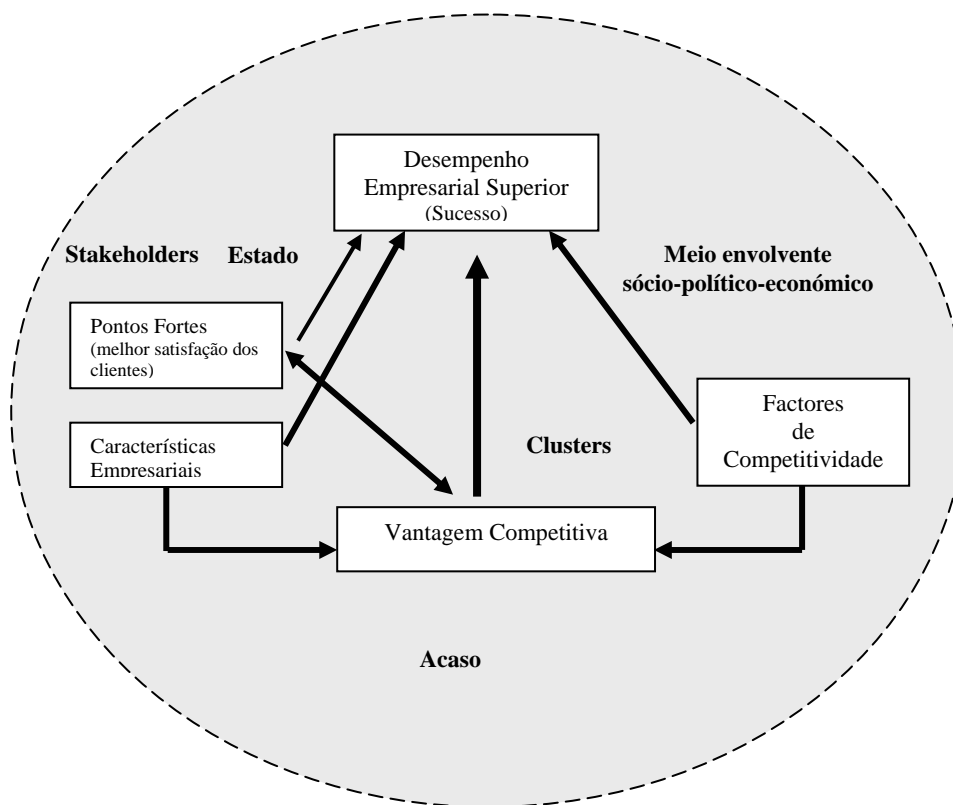 Desempenho
Empresarial Superior
(Sucesso)
Stakeholders
Estado
Meio envolvente
sócio-político-económico
Pontos Fortes
(melhor satisfação dos
clientes)
Factores
de
Competitividade
Características
Empresariais
Clusters
Vantagem Competitiva
Acaso